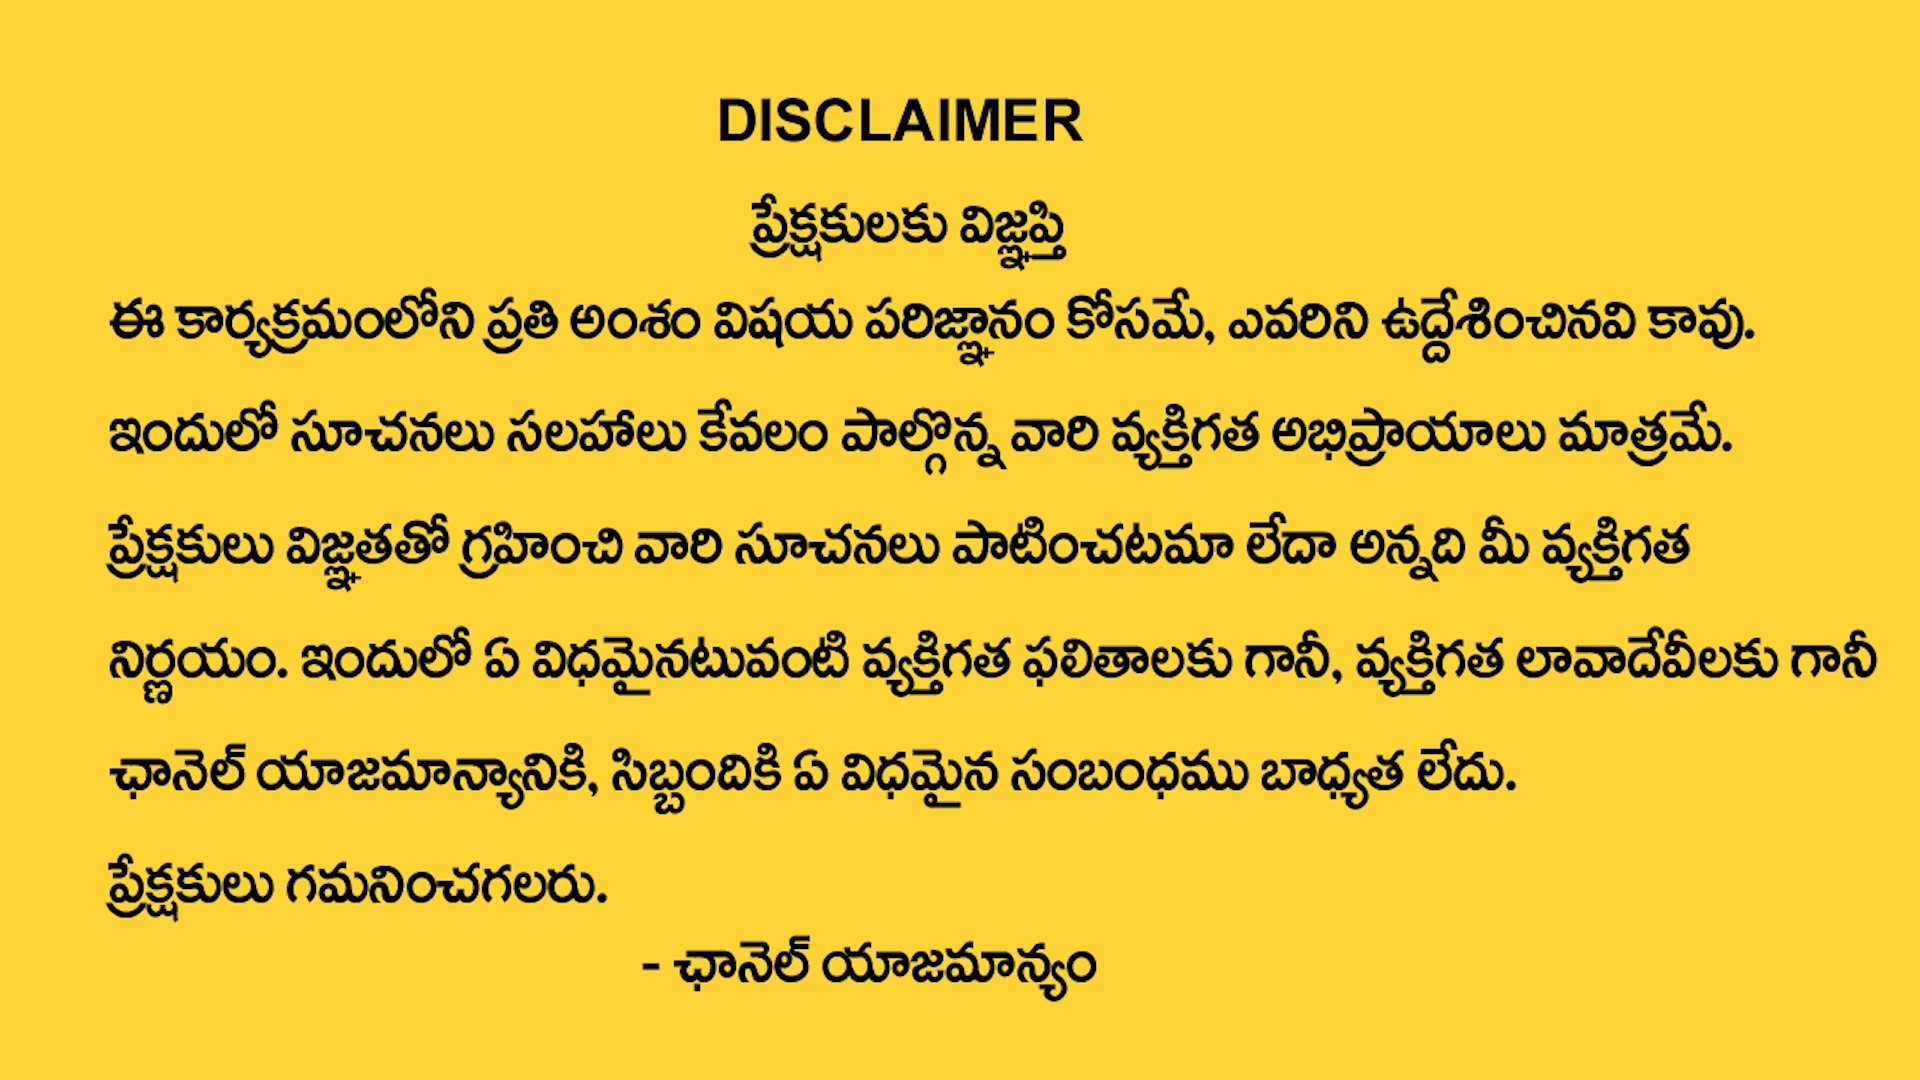 DISCLAIMER
ప్రేక్షకులకు విజ్ఞప్తి
ఈ కార్యక్రమంలోని ప్రతి అంశం విషయ పరిజ్ఞానం కోసమే, ఎవరిని ఉద్దేశించినవి కావు.
ఇందులో సూచనలు సలహాలు కేవలం పాల్గొన్న వారి వ్యక్తిగత అభిప్రాయాలు మాత్రమే.
ప్రేక్షకులు విజ్ఞతతో గ్రహించి వారి సూచనలు పాటించటమా లేదా అన్నది మీ వ్యక్తిగత
నిర్ణయం. ఇందులో ఏ విధమైనటువంటి వ్యక్తిగత ఫలితాలకు గానీ, వ్యక్తిగత లావాదేవీలకు గానీ
ఛానెల్ యాజమాన్యానికి, సిబ్బందికి ఏ విధమైన సంబంధము బాధ్యత లేదు.
ప్రేక్షకులు గమనించగలరు.
- ఛానెల్ యాజమాన్యం